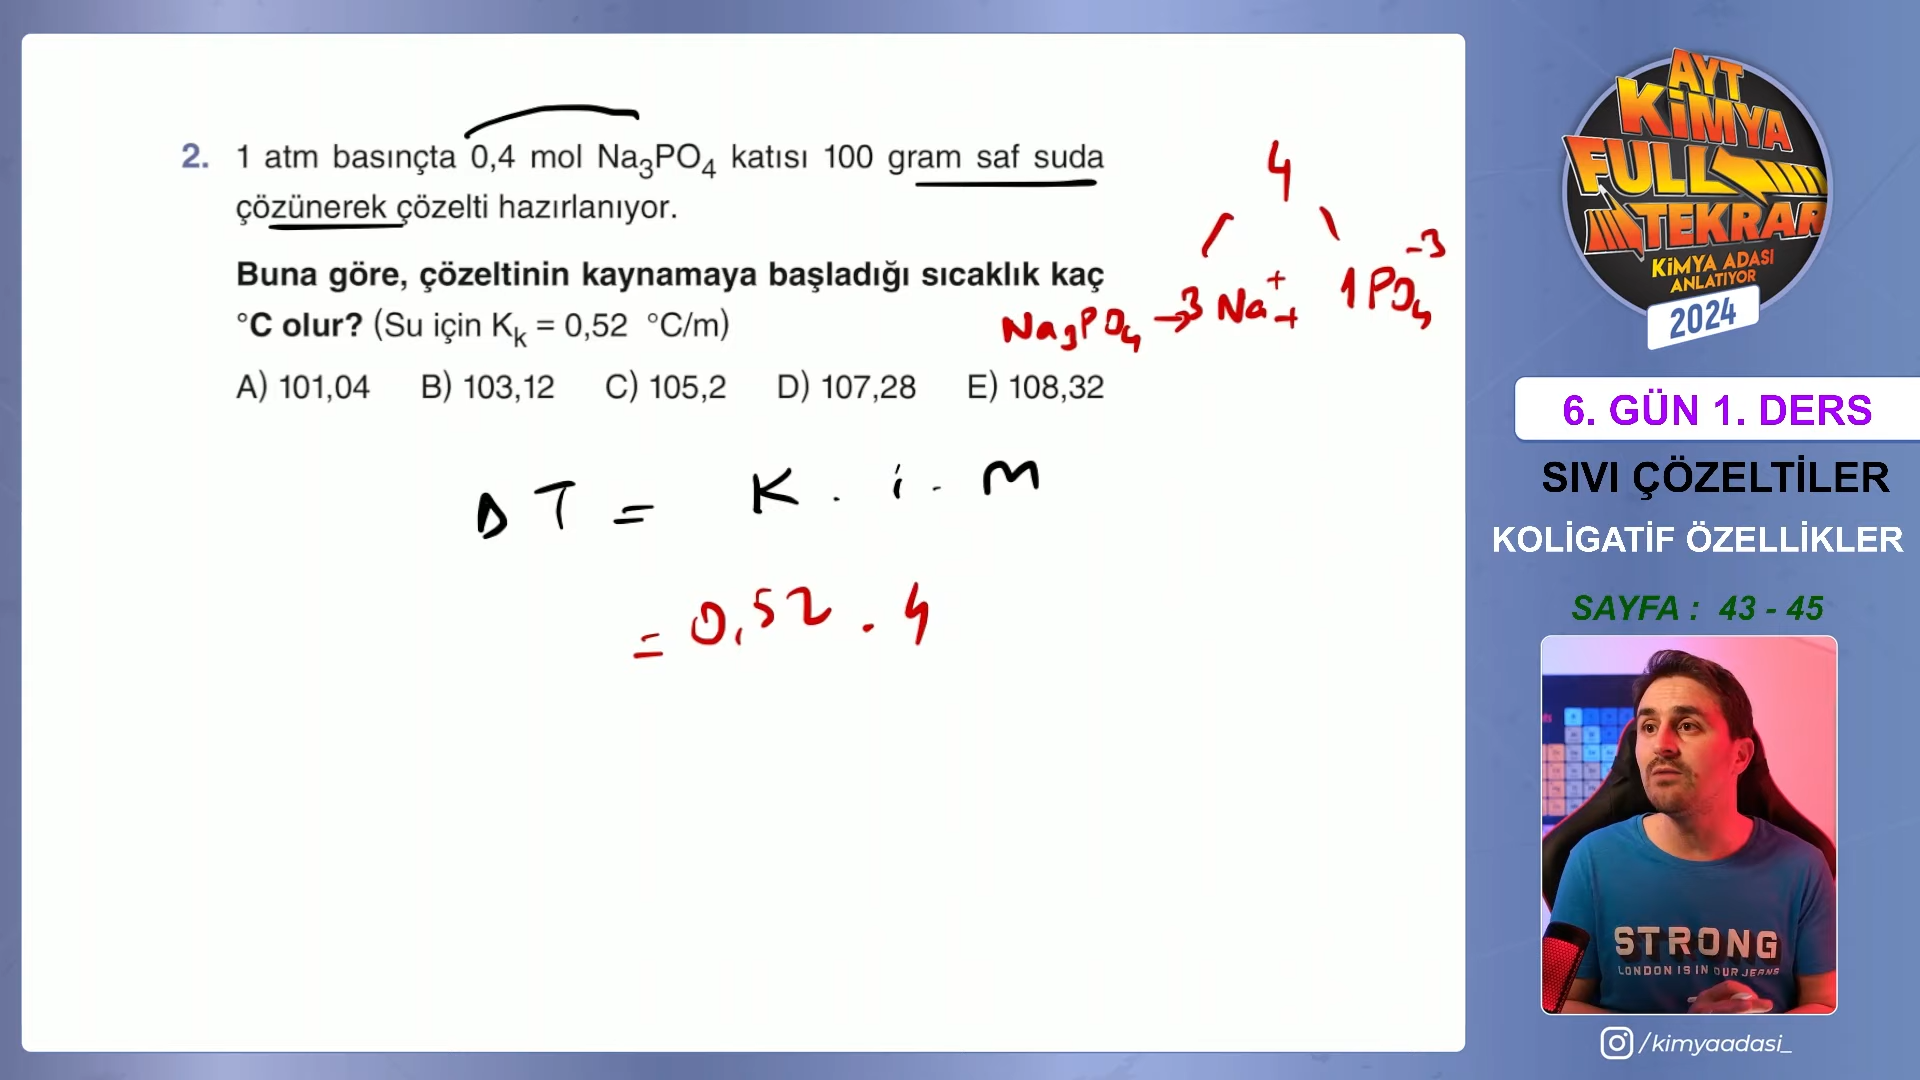 2. 1 atm basınçta 0,4 mol Na₃PO₄ katısı 100 gram saf suda
çözünerek çözelti hazırlanıyor.
Buna göre, çözeltinin kaynamaya başladığı sıcaklık kaç
°C olur? (Su için Kₖ = 0,52 °C/m)
A) 101,04 B) 103,12 C) 105,2 D) 107,28 E) 108,32
4
Na₃PO₄ → 3 Na⁺ + 1 PO₄⁻³
ΔT = K . i . m
= 0,52 . 4
AYT
KİMYA
FULL
TEKRAR
KİMYA ADASI
ANLATIYOR
2024
6. GÜN 1. DERS
SIVI ÇÖZELTİLER
KOLİGATİF ÖZELLİKLER
SAYFA : 43 - 45
STRONG
LONDON IS IN OUR JEANS
/kimyaadasi_